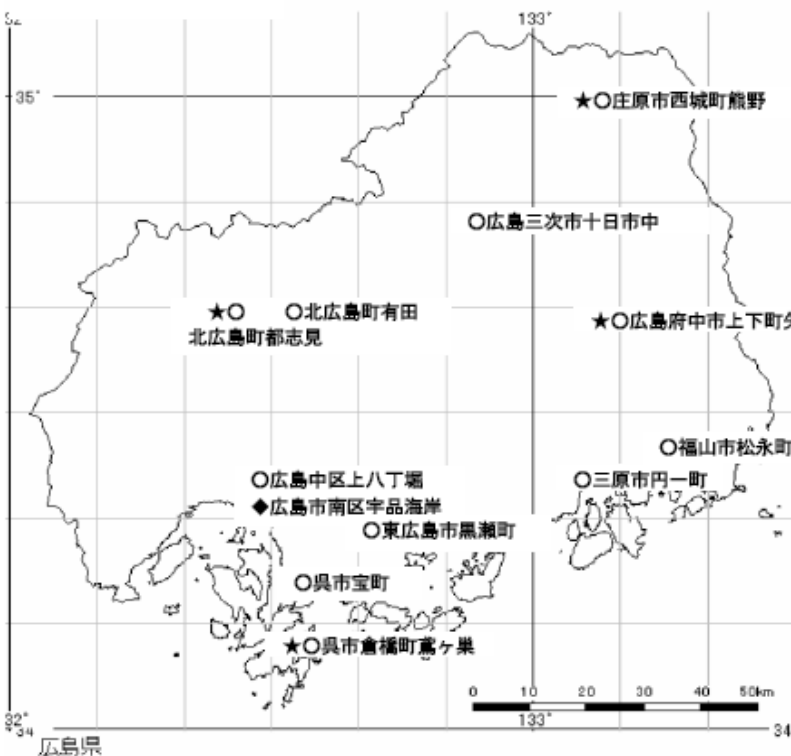 32
133°
35°
★○庄原市西城町熊野
○広島三次市十日市中
★○
○北広島町有田
北広島町都志見
★○広島府中市上下町矢
○福山市松永町
○広島中区上八丁堀
○三原市円一町
◆広島市南区宇品海岸
○東広島市黒瀬町
○呉市宝町
★○呉市倉橋町鳶ヶ巣
0 10 20 30 40 50km
32°
34
133°
34
広島県